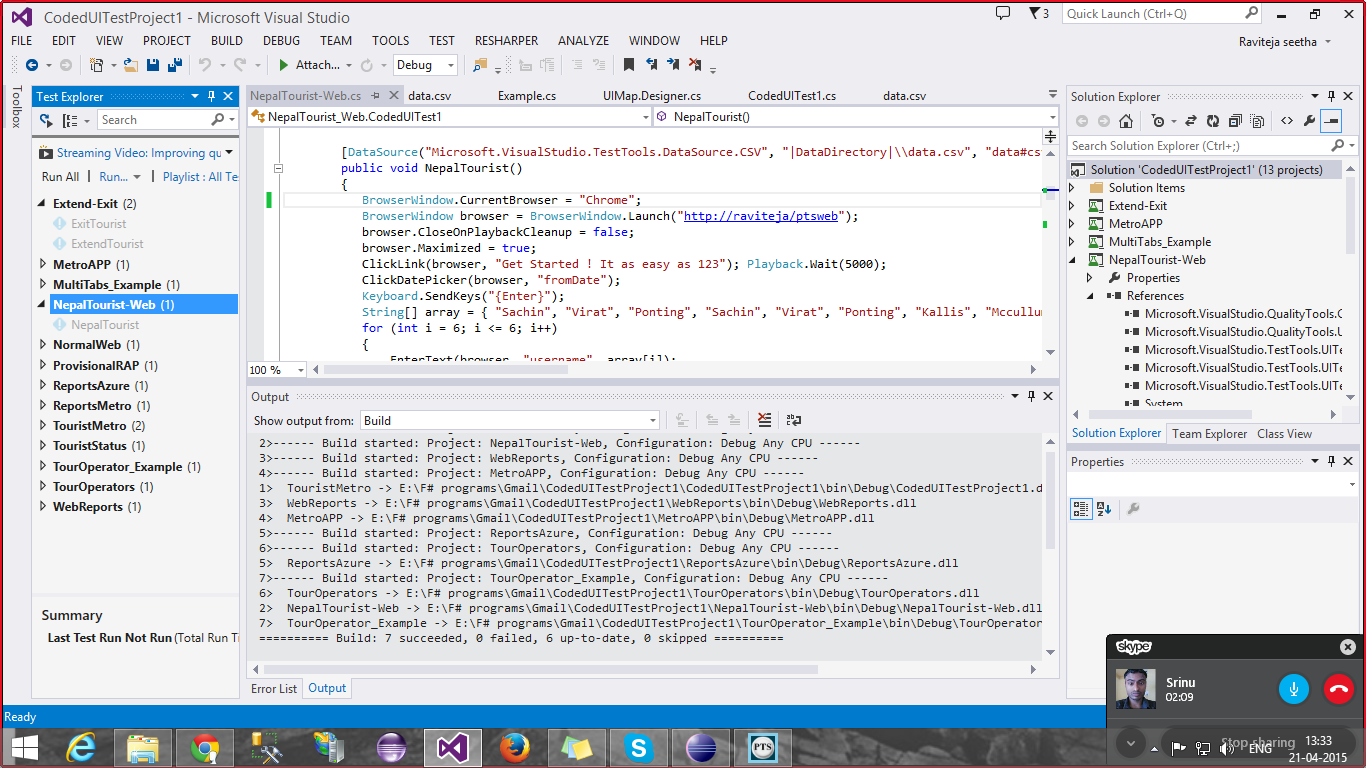 CodedUITestProject1 - Microsoft Visual Studio
3
Quick Launch (Ctrl+Q)
FILE EDIT VIEW PROJECT BUILD DEBUG TEAM TOOLS TEST RESHARPER ANALYZE WINDOW HELP
Raviteja seetha
Attach...
Debug
Toolbox
Test Explorer
Search
Streaming Video: Improving qu
Run All | Run... | Playlist : All Te
Extend-Exit (2)
ExitTourist
ExtendTourist
MetroAPP (1)
MultiTabs_Example (1)
NepalTourist-Web (1)
NepalTourist
NormalWeb (1)
ProvisionalRAP (1)
ReportsAzure (1)
ReportsMetro (1)
TouristMetro (2)
TouristStatus (1)
TourOperator_Example (1)
TourOperators (1)
WebReports (1)
Summary
Last Test Run Not Run (Total Run Ti
NepalTourist-Web.cs data.csv Example.cs UIMap.Designer.cs CodedUITest1.cs data.csv
NepalTourist_Web.CodedUITest1
NepalTourist()
[DataSource("Microsoft.VisualStudio.TestTools.DataSource.CSV", "|DataDirectory|\\data.csv", "data#cs
public void NepalTourist()
{
BrowserWindow.CurrentBrowser = "Chrome";
BrowserWindow browser = BrowserWindow.Launch("http://raviteja/ptsweb");
browser.CloseOnPlaybackCleanup = false;
browser.Maximized = true;
ClickLink(browser, "Get Started ! It as easy as 123"); Playback.Wait(5000);
ClickDatePicker(browser, "fromDate");
Keyboard.SendKeys("{Enter}");
String[] array = { "Sachin", "Virat", "Ponting", "Sachin", "Virat", "Ponting", "Kallis", "Mccullum
for (int i = 6; i <= 6; i++)
{
EnterText(browser, "username", array[i]);
100 %
Output
Show output from: Build
2>------ Build started: Project: NepalTourist-Web, Configuration: Debug Any CPU ------
3>------ Build started: Project: WebReports, Configuration: Debug Any CPU ------
4>------ Build started: Project: MetroAPP, Configuration: Debug Any CPU ------
1> TouristMetro -> E:\F# programs\Gmail\CodedUITestProject1\CodedUITestProject1\bin\Debug\CodedUITestProject1.d
3> WebReports -> E:\F# programs\Gmail\CodedUITestProject1\WebReports\bin\Debug\WebReports.dll
4> MetroAPP -> E:\F# programs\Gmail\CodedUITestProject1\MetroAPP\bin\Debug\MetroAPP.dll
5>------ Build started: Project: ReportsAzure, Configuration: Debug Any CPU ------
6>------ Build started: Project: TourOperators, Configuration: Debug Any CPU ------
5> ReportsAzure -> E:\F# programs\Gmail\CodedUITestProject1\ReportsAzure\bin\Debug\ReportsAzure.dll
7>------ Build started: Project: TourOperator_Example, Configuration: Debug Any CPU ------
6> TourOperators -> E:\F# programs\Gmail\CodedUITestProject1\TourOperators\bin\Debug\TourOperators.dll
2> NepalTourist-Web -> E:\F# programs\Gmail\CodedUITestProject1\NepalTourist-Web\bin\Debug\NepalTourist-Web.dll
7> TourOperator_Example -> E:\F# programs\Gmail\CodedUITestProject1\TourOperator_Example\bin\Debug\TourOperator
========== Build: 7 succeeded, 0 failed, 6 up-to-date, 0 skipped ==========
Error List Output
Solution Explorer
Search Solution Explorer (Ctrl+;)
Solution 'CodedUITestProject1' (13 projects)
Solution Items
Extend-Exit
MetroAPP
MultiTabs_Example
NepalTourist-Web
Properties
References
Microsoft.VisualStudio.QualityTools.C
Microsoft.VisualStudio.QualityTools.U
Microsoft.VisualStudio.TestTools.UITe
Microsoft.VisualStudio.TestTools.UITe
Microsoft.VisualStudio.TestTools.UITe
System
Solution Explorer Team Explorer Class View
Properties
skype
Srinu
02:09
Stop sharing
Ready
PTS
ENG
13:33
21-04-2015